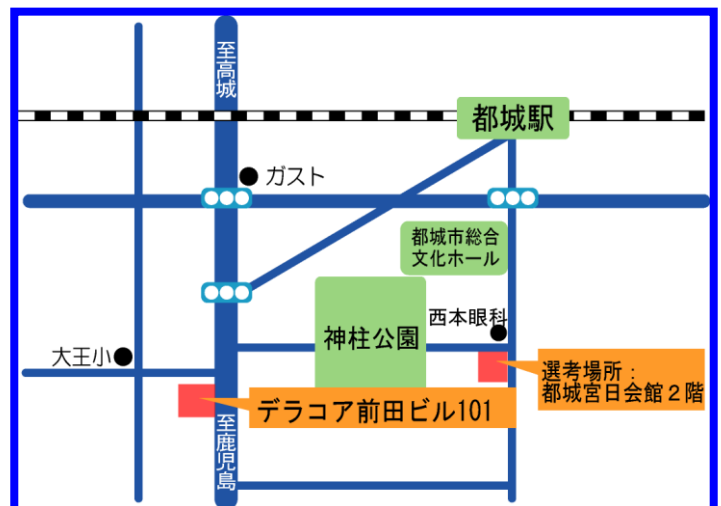 至高城
都城駅
ガスト
都城市総合
文化ホール
西本眼科
神柱公園
大王小
選考場所：
都城宮日会館２階
デラコア前田ビル101
至鹿児島